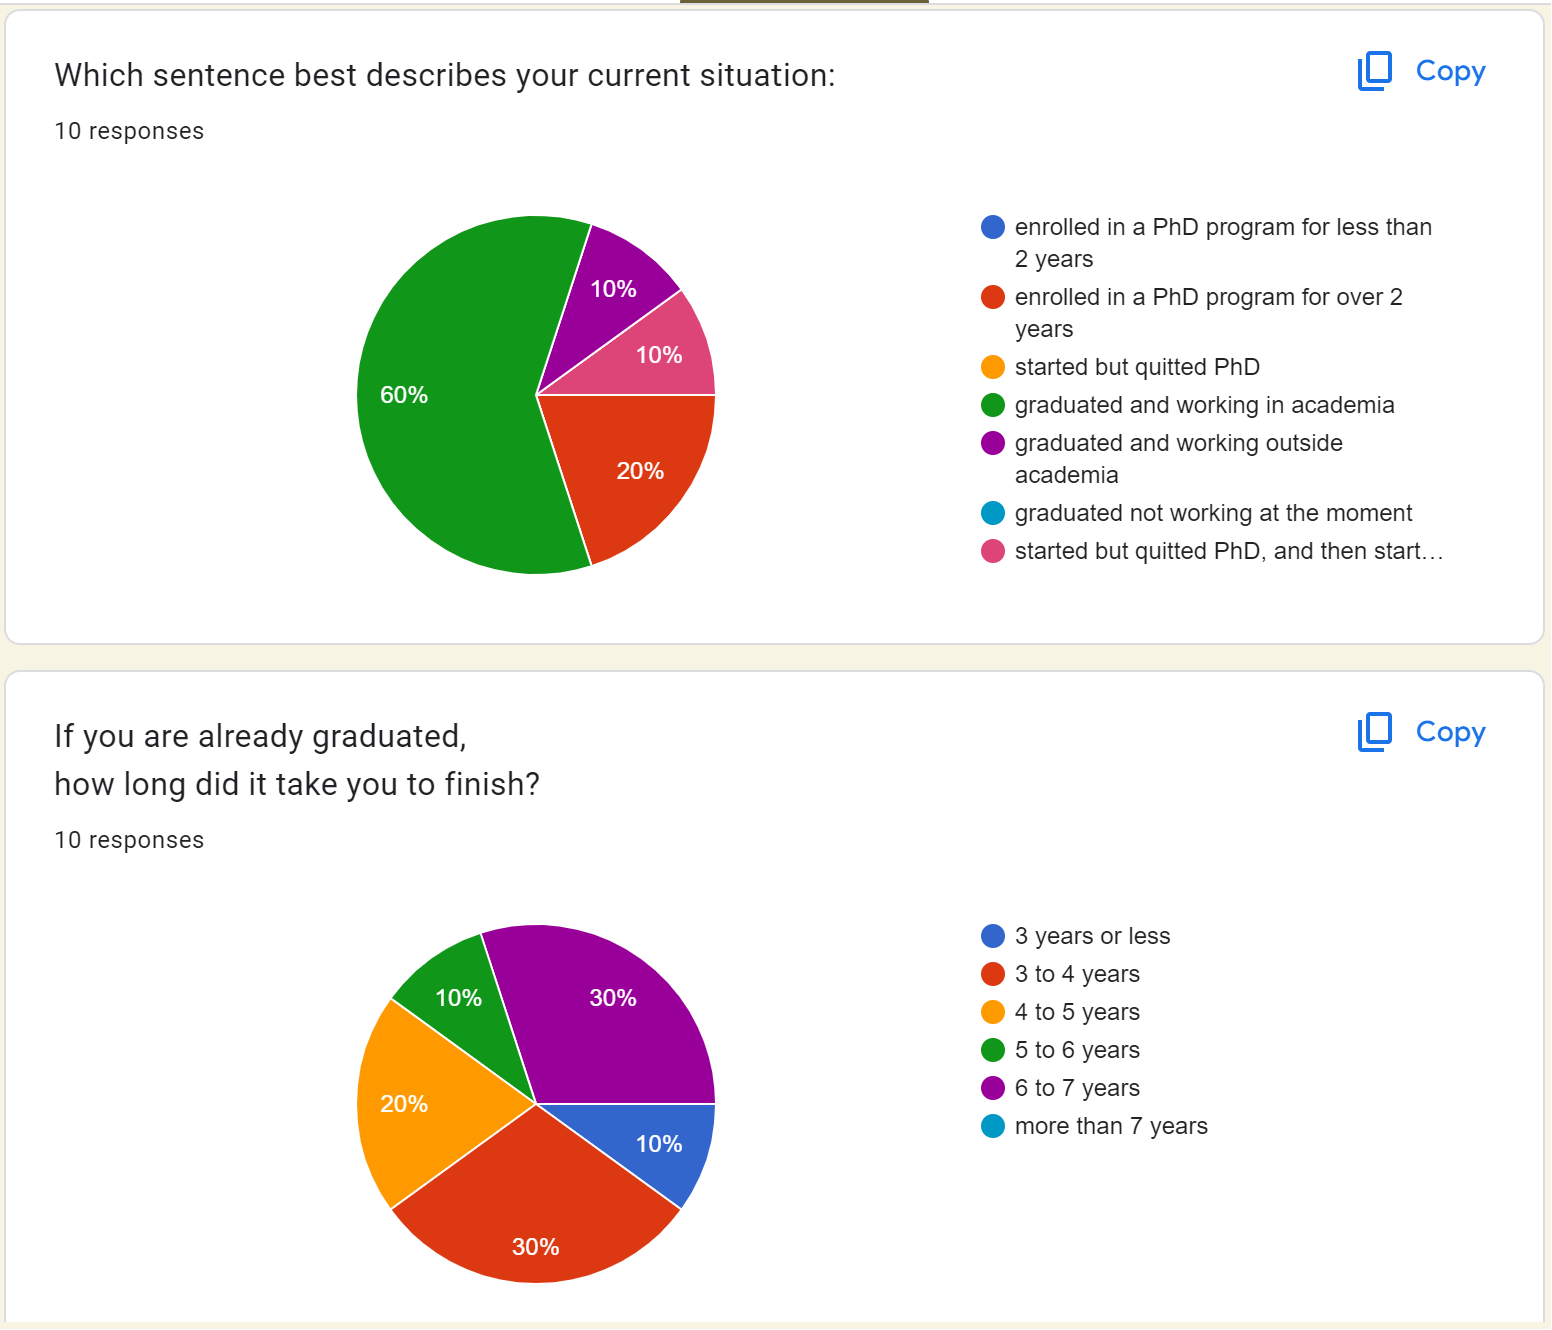 Which sentence best describes your current situation:
Copy
10 responses
60%
10%
10%
20%
enrolled in a PhD program for less than
2 years
enrolled in a PhD program for over 2
years
started but quitted PhD
graduated and working in academia
graduated and working outside
academia
graduated not working at the moment
started but quitted PhD, and then start…
If you are already graduated,
how long did it take you to finish?
Copy
10 responses
10%
30%
20%
10%
30%
3 years or less
3 to 4 years
4 to 5 years
5 to 6 years
6 to 7 years
more than 7 years